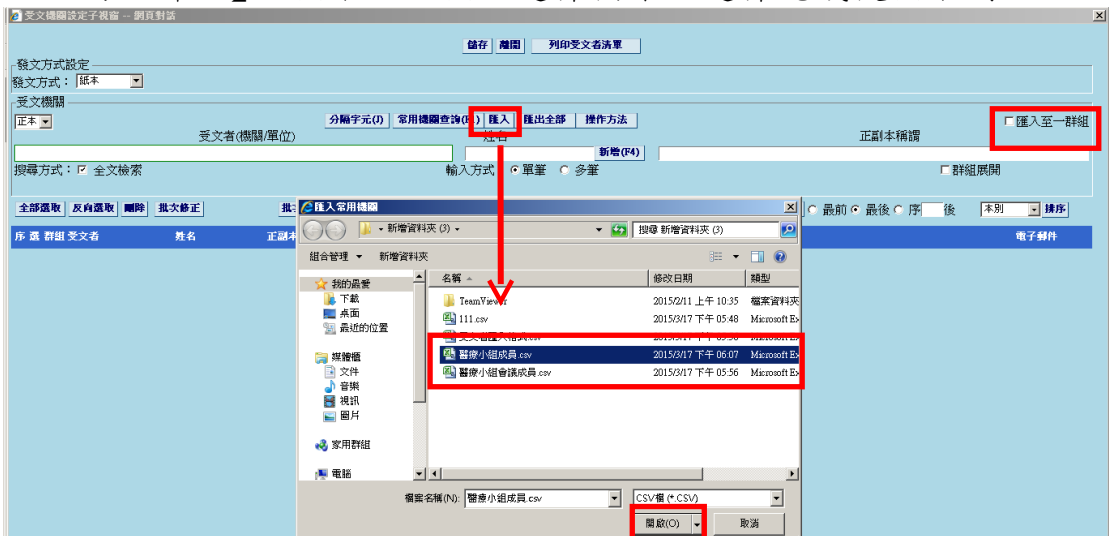 受文機關設定子視窗 -- 網頁對話
儲存 離開 列印受文者清單
發文方式設定
發文方式： 紙本
受文機關
正本 分隔字元(J) 常用機關查詢( ) 匯入 匯出全部 操作方法 匯入至一群組
受文者(機關/單位) 姓名 正副本稱謂
新增(F4)
搜尋方式： 全文檢索 輸入方式 單筆 多筆 群組展開
全部選取 反向選取 刪除 批次修正 最前 最後 序 後 本別 排序
序 選 群組 受文者 姓名 電子郵件
匯入常用機關
新增資料夾 (3) 搜尋 新增資料夾 (3)
組合管理 新增資料夾
名稱 修改日期 類型
我的最愛
下載
桌面
最近的位置
媒體櫃
文件
音樂
視訊
圖片
家用群組
電腦
TeamViewer 2015/2/11 上午 10:35 檔案資料夾
111.csv 2015/3/17 下午 05:48 Microsoft Ex
醫療小組成員.csv 2015/3/17 下午 06:07 Microsoft Ex
醫療小組會議成員.csv 2015/3/17 下午 05:56 Microsoft Ex
檔案名稱(N): 醫療小組成員.csv CSV檔 (*.CSV)
開啟(O) 取消